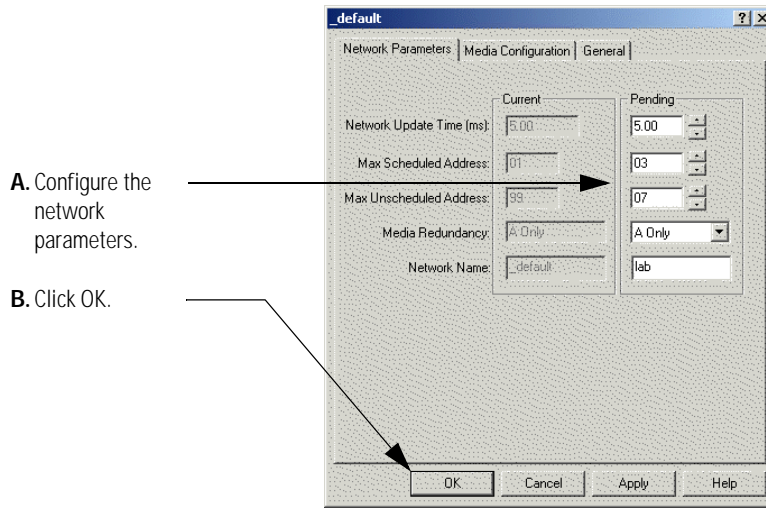 _default
Network Parameters Media Configuration General
Current Pending
Network Update Time (ms): 5.00 5.00
Max Scheduled Address: 01 03
A. Configure the
network
parameters.
Max Unscheduled Address: 99 07
Media Redundancy: A Only A Only
Network Name: _default lab
B. Click OK.
OK Cancel Apply Help